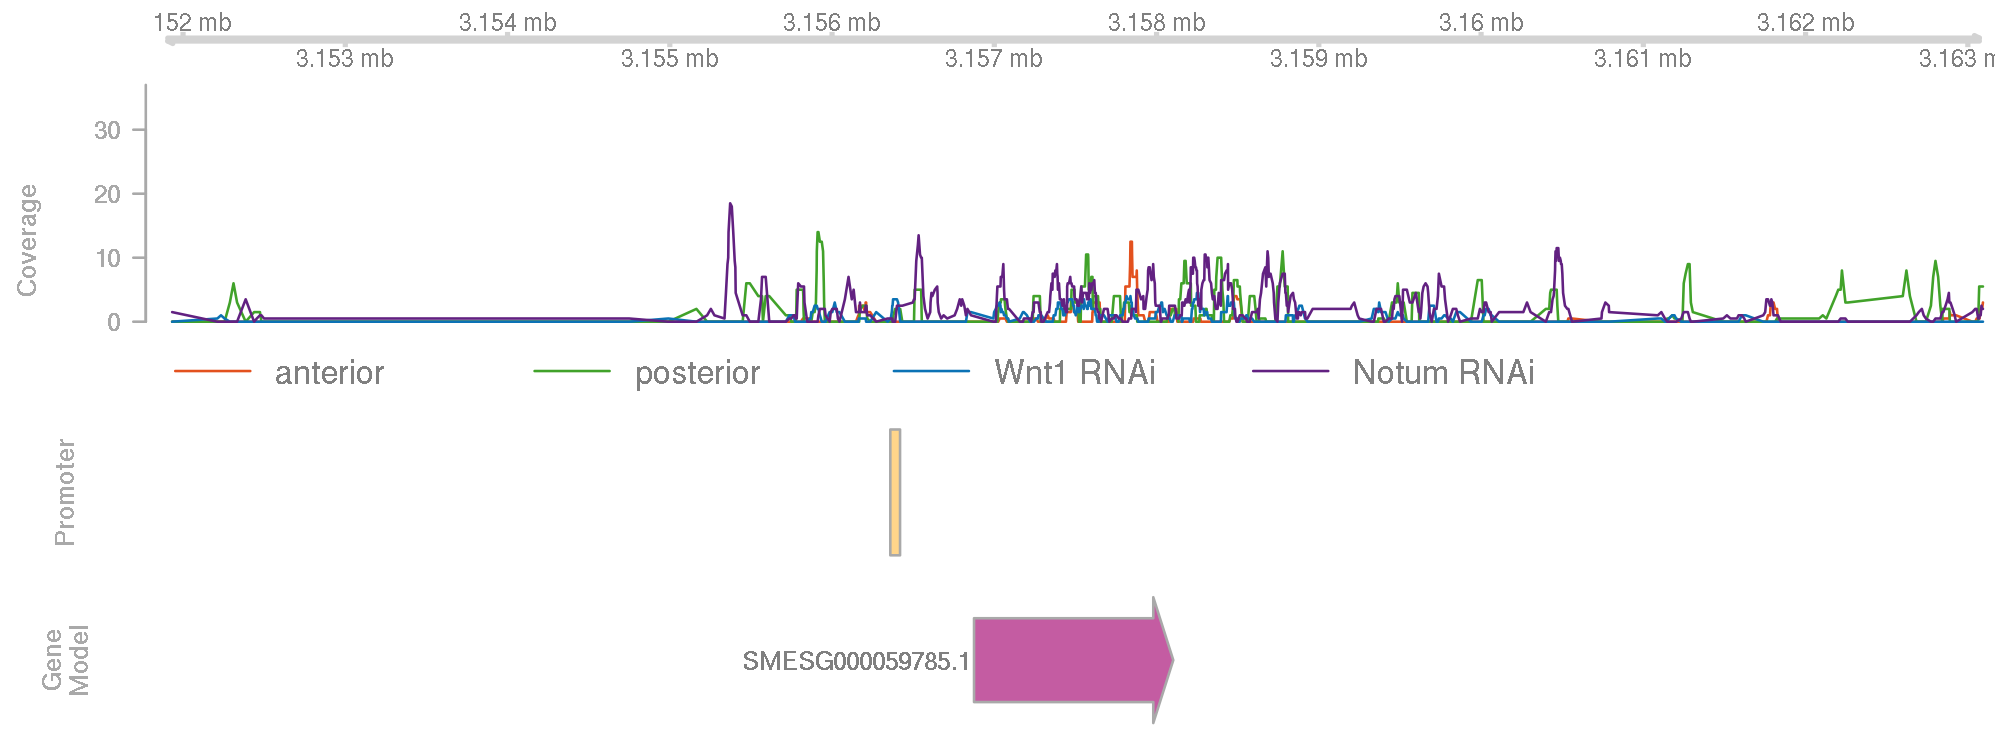 152 mb 3.154 mb 3.156 mb 3.158 mb 3.16 mb 3.162 mb
3.153 mb 3.155 mb 3.157 mb 3.159 mb 3.161 mb 3.163 m
Coverage
30
20
10
0
anterior posterior Wnt1 RNAi Notum RNAi
Promoter
Gene
Model
SMESG000059785.1